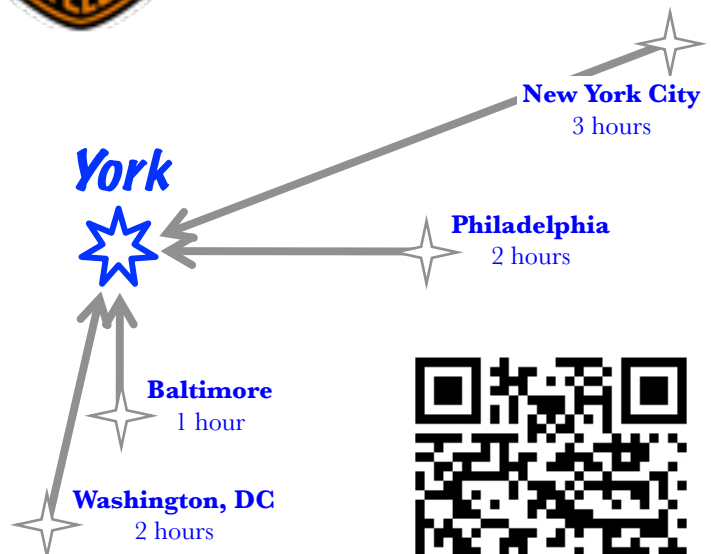 New York City
3 hours
York
Philadelphia
2 hours
Baltimore
1 hour
Washington, DC
2 hours